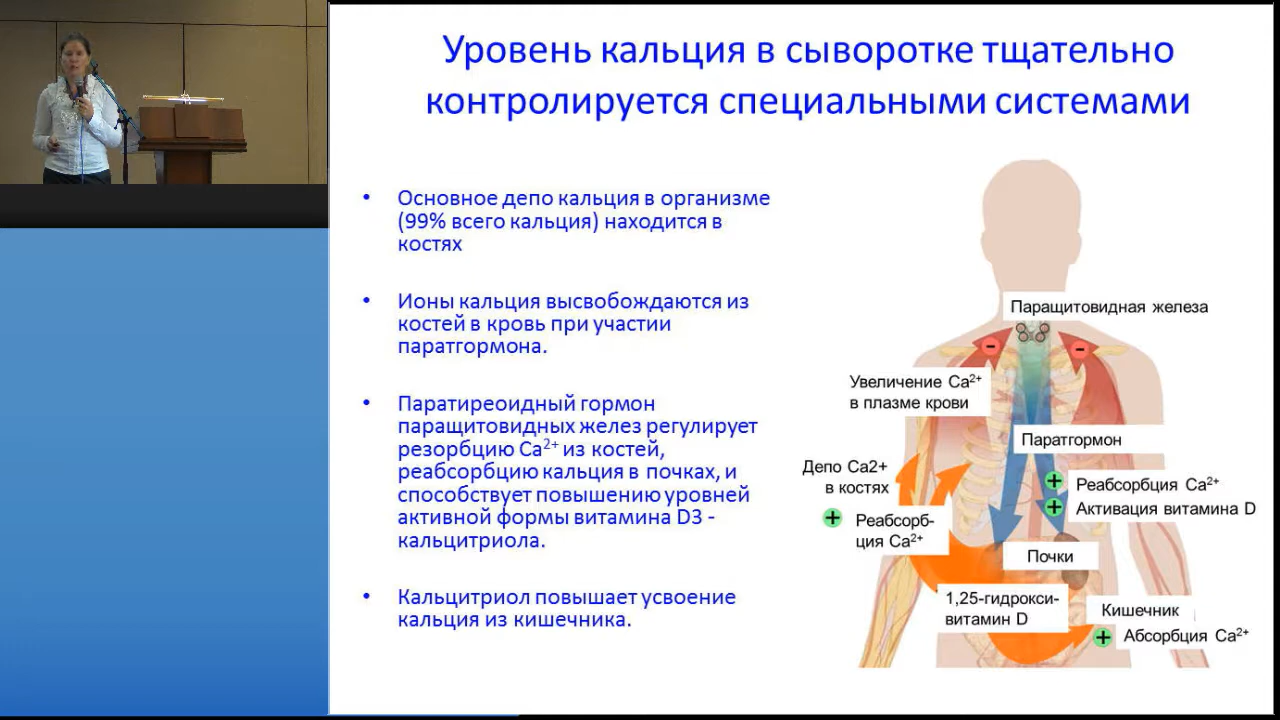 Уровень кальция в сыворотке тщательно
контролируется специальными системами
• Основное депо кальция в организме
(99% всего кальция) находится в
костях
• Ионы кальция высвобождаются из
костей в кровь при участии
паратгормона.
• Паратиреоидный гормон
паращитовидных желез регулирует
резорбцию Ca²⁺ из костей,
реабсорбцию кальция в почках, и
способствует повышению уровней
активной формы витамина D3 -
кальцитриола.
• Кальцитриол повышает усвоение
кальция из кишечника.
Паращитовидная железа
Увеличение Ca²⁺
в плазме крови
Паратгормон
Депо Ca2+
в костях
Реабсорбция Ca²⁺
Активация витамина D
Реабсорб-
ция Ca²⁺
Почки
1,25-гидрокси-
витамин D
Кишечник
Абсорбция Ca²⁺